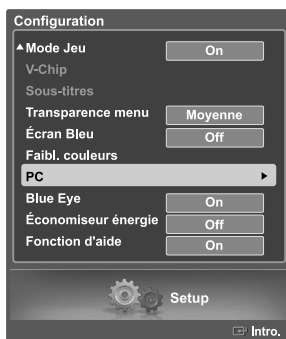 Configuration
Mode Jeu On
V-Chip
Sous-titres
Transparence menu Moyenne
Écran Bleu Off
Faibl. couleurs
PC
Blue Eye On
Économiseur énergie Off
Fonction d'aide On
Setup
Intro.